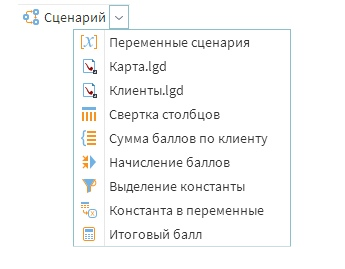 Сценарий
[x] Переменные сценария
Карта.lgd
Клиенты.lgd
Свертка столбцов
Сумма баллов по клиенту
Начисление баллов
Выделение константы
Константа в переменные
Итоговый балл